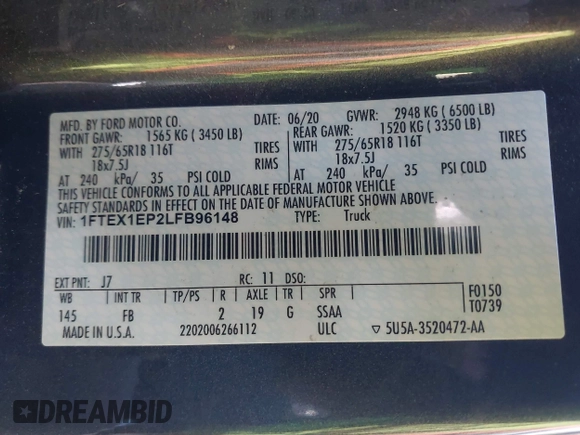 MFD. BY FORD MOTOR CO. DATE: 06/20 GVWR: 2948 KG (6500 LB)
FRONT GAWR: 1565 KG (3450 LB) REAR GAWR: 1520 KG (3350 LB)
WITH 275/65R18 116T TIRES WITH 275/65R18 116T TIRES
18x7.5J RIMS 18x7.5J RIMS
AT 240 kPa/ 35 PSI COLD AT 240 kPa/ 35 PSI COLD
THIS VEHICLE CONFORMS TO ALL APPLICABLE FEDERAL MOTOR VEHICLE
SAFETY STANDARDS IN EFFECT ON THE DATE OF MANUFACTURE SHOWN ABOVE.
VIN: 1FTEX1EP2LFB96148 TYPE: Truck
EXT PNT: J7 RC: 11 DSO:
WB INT TR TP/PS R AXLE TR SPR F0150
145 FB 2 19 G SSAA T0739
MADE IN U.S.A. 2202006266112 ULC ▽ 5U5A-3520472-AA
DREAMBID